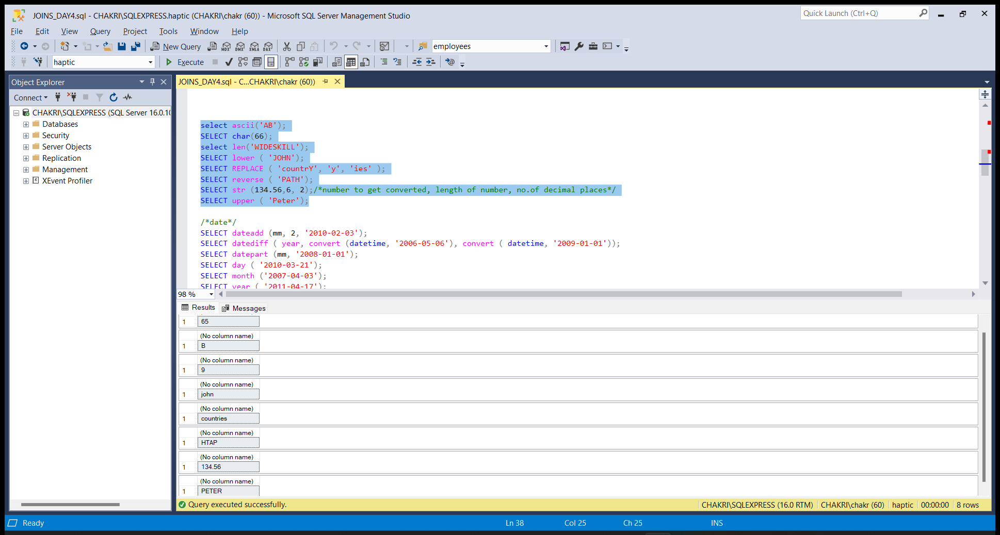 JOINS_DAY4.sql - CHAKRI\SQLEXPRESS.haptic (CHAKRI\chakr (60)) - Microsoft SQL Server Management Studio
Quick Launch (Ctrl+Q)
File Edit View Query Project Tools Window Help
New Query MDX DMX XMLA DAX employees
haptic Execute
Object Explorer
JOINS_DAY4.sql - C...CHAKRI\chakr (60))
Connect
CHAKRI\SQLEXPRESS (SQL Server 16.0.10
Databases
Security
Server Objects
Replication
Management
XEvent Profiler
select ascii('AB');
SELECT char(66);
select len('WIDESKILL');
SELECT lower ( 'JOHN');
SELECT REPLACE ( 'countrY', 'y', 'ies' );
SELECT reverse ( 'PATH');
SELECT str (134.56,6, 2);/*number to get converted, length of number, no.of decimal places*/
SELECT upper ( 'Peter');
/*date*/
SELECT dateadd (mm, 2, '2010-02-03');
SELECT datediff ( year, convert (datetime, '2006-05-06'), convert ( datetime, '2009-01-01'));
SELECT datepart (mm, '2008-01-01');
SELECT day ( '2010-03-21');
SELECT month ('2007-04-03');
SELECT year ( '2011-04-17');
98 %
Results Messages
1 65
(No column name)
1 B
(No column name)
1 9
(No column name)
1 john
(No column name)
1 countries
(No column name)
1 HTAP
(No column name)
1 134.56
(No column name)
1 PETER
Query executed successfully.
CHAKRI\SQLEXPRESS (16.0 RTM) CHAKRI\chakr (60) haptic 00:00:00 8 rows
Ready Ln 38 Col 25 Ch 25 INS